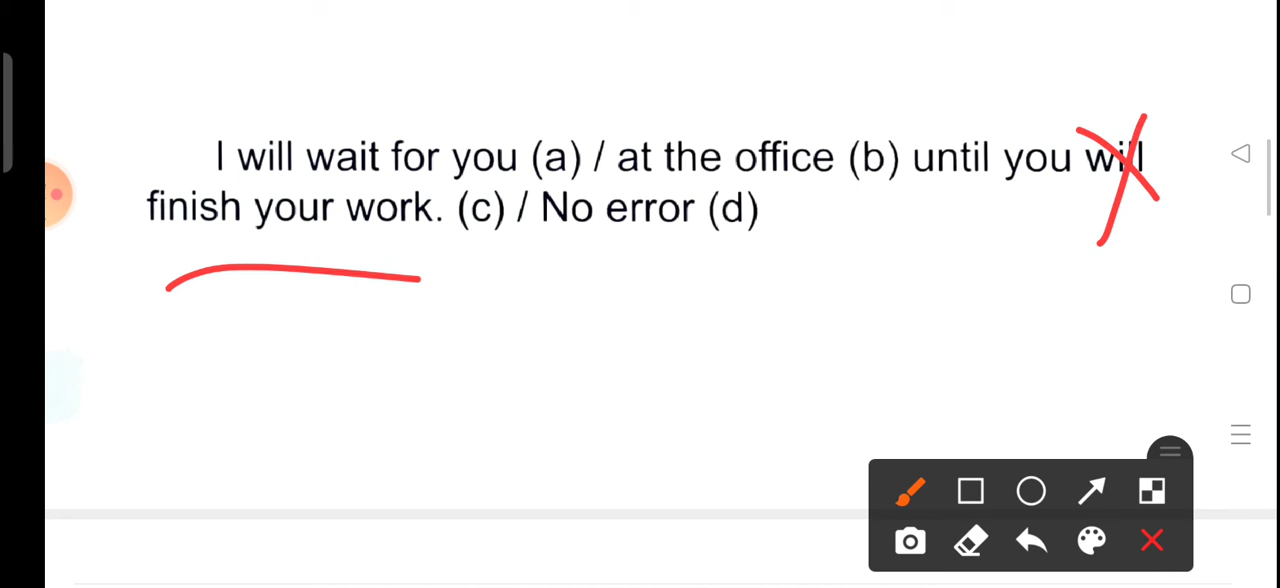 I will wait for you (a) / at the office (b) until you will
finish your work. (c) / No error (d)